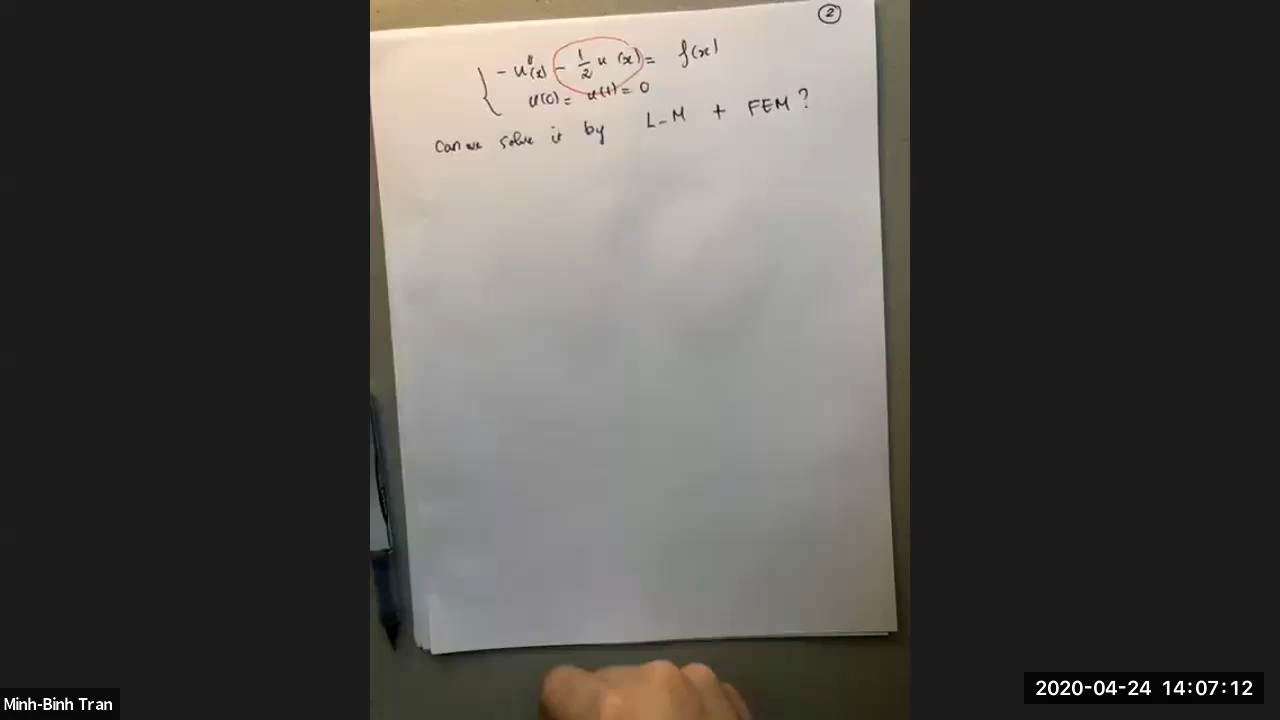 ②
{ - u''(x) - 1/2 u (x) = f(x)
u(0) = u(1) = 0
can we solve it by L-M + FEM?
Minh-Binh Tran
2020-04-24 14:07:12